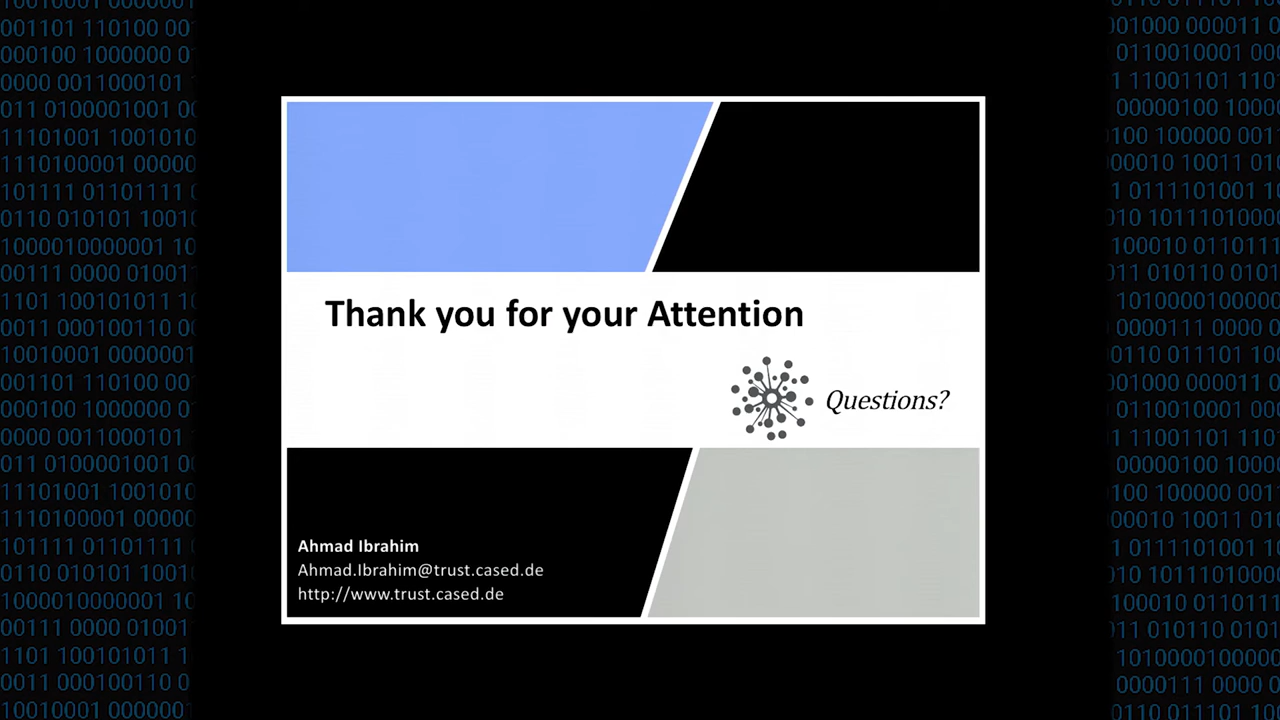 Thank you for your Attention
Questions?
Ahmad Ibrahim
Ahmad.Ibrahim@trust.cased.de
http://www.trust.cased.de